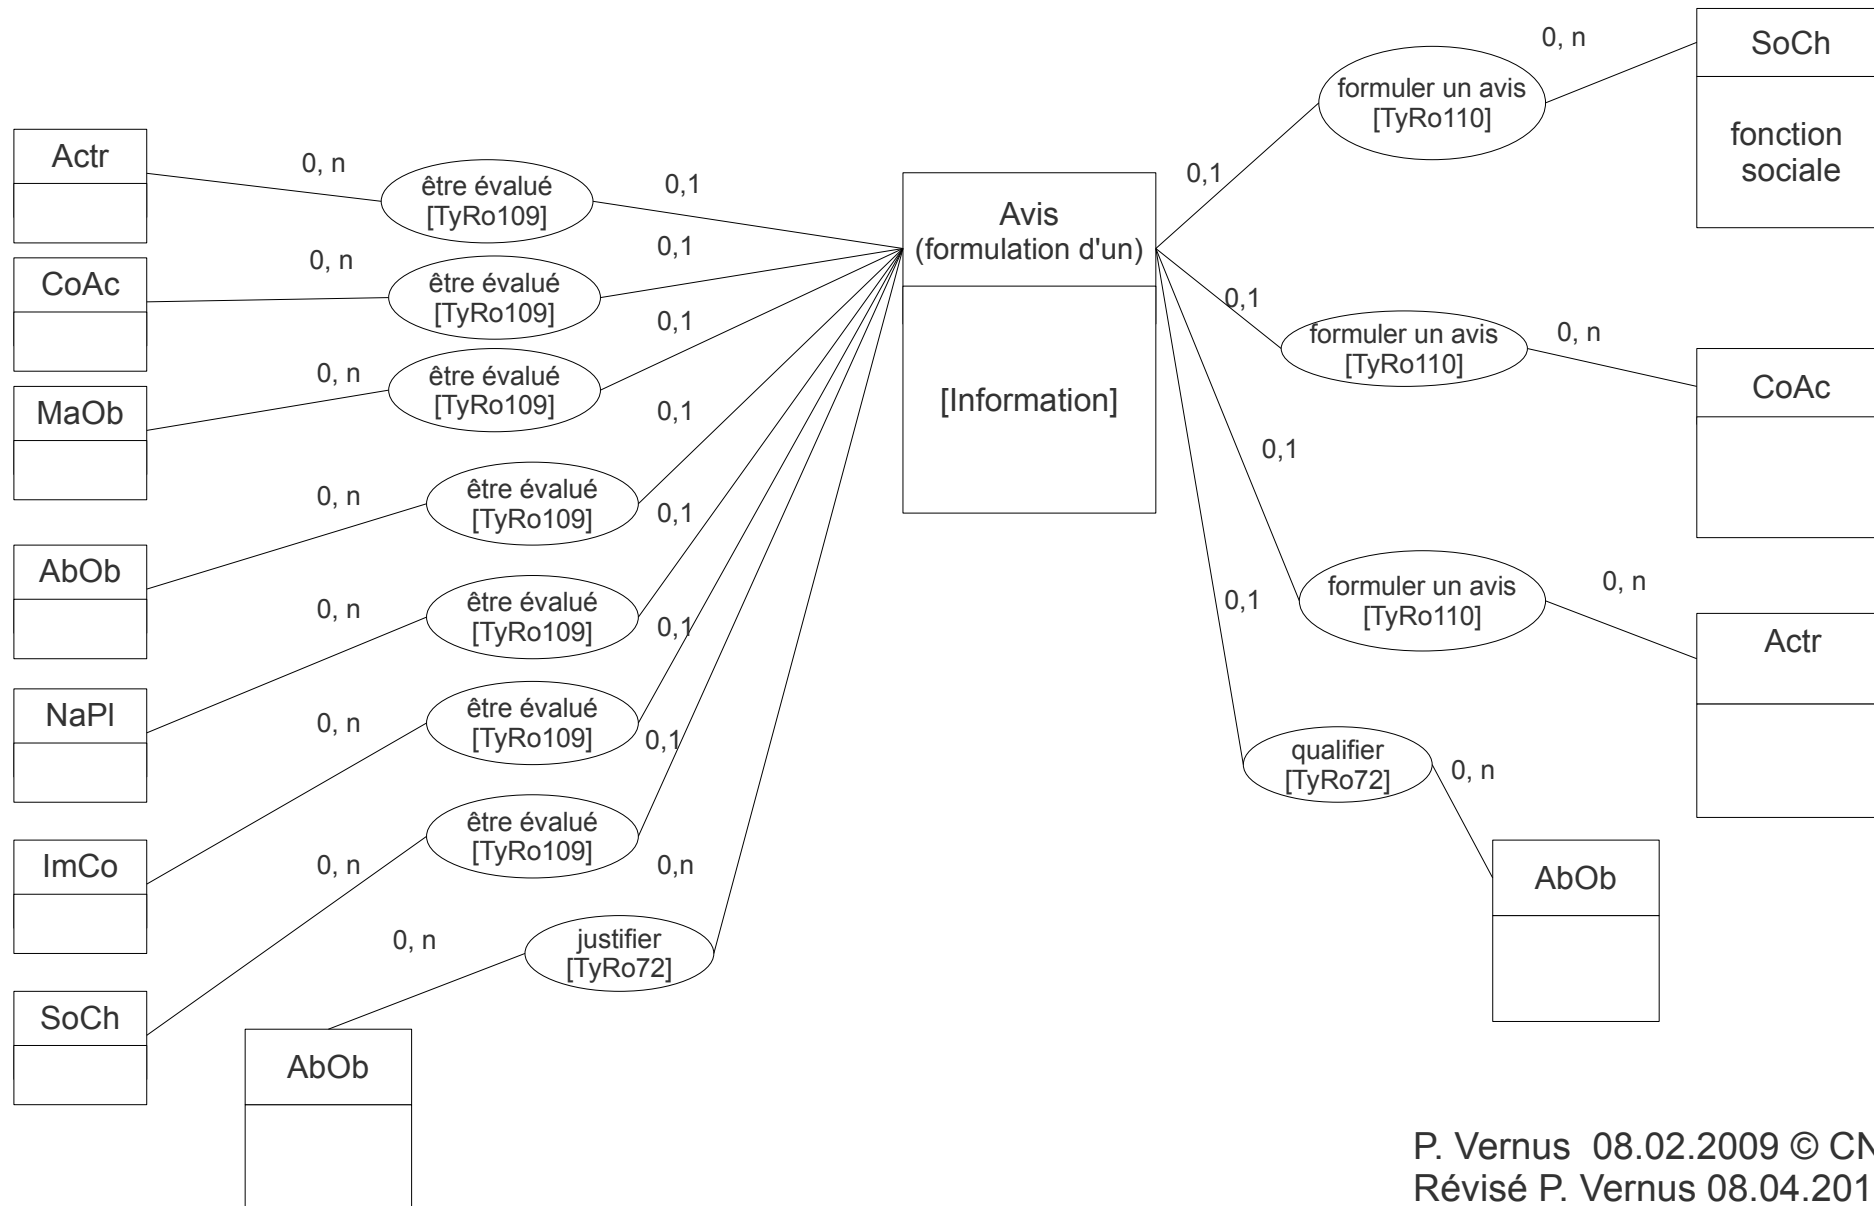 SoCh
fonction
sociale
0, n
formuler un avis
[TyRo110]
0,1
Actr
0, n
être évalué
[TyRo109]
0,1
Avis
(formulation d'un)
[Information]
CoAc
0, n
être évalué
[TyRo109]
0,1
MaOb
0, n
être évalué
[TyRo109]
0,1
AbOb
0, n
être évalué
[TyRo109]
0,1
NaPl
0, n
être évalué
[TyRo109]
0,1
ImCo
0, n
être évalué
[TyRo109]
0,1
SoCh
0, n
être évalué
[TyRo109]
0,1
AbOb
0, n
justifier
[TyRo72]
0,n
0,1
formuler un avis
[TyRo110]
0, n
CoAc
0,1
formuler un avis
[TyRo110]
0, n
Actr
0,1
qualifier
[TyRo72]
0, n
AbOb
P. Vernus 08.02.2009 © CN
Révisé P. Vernus 08.04.201